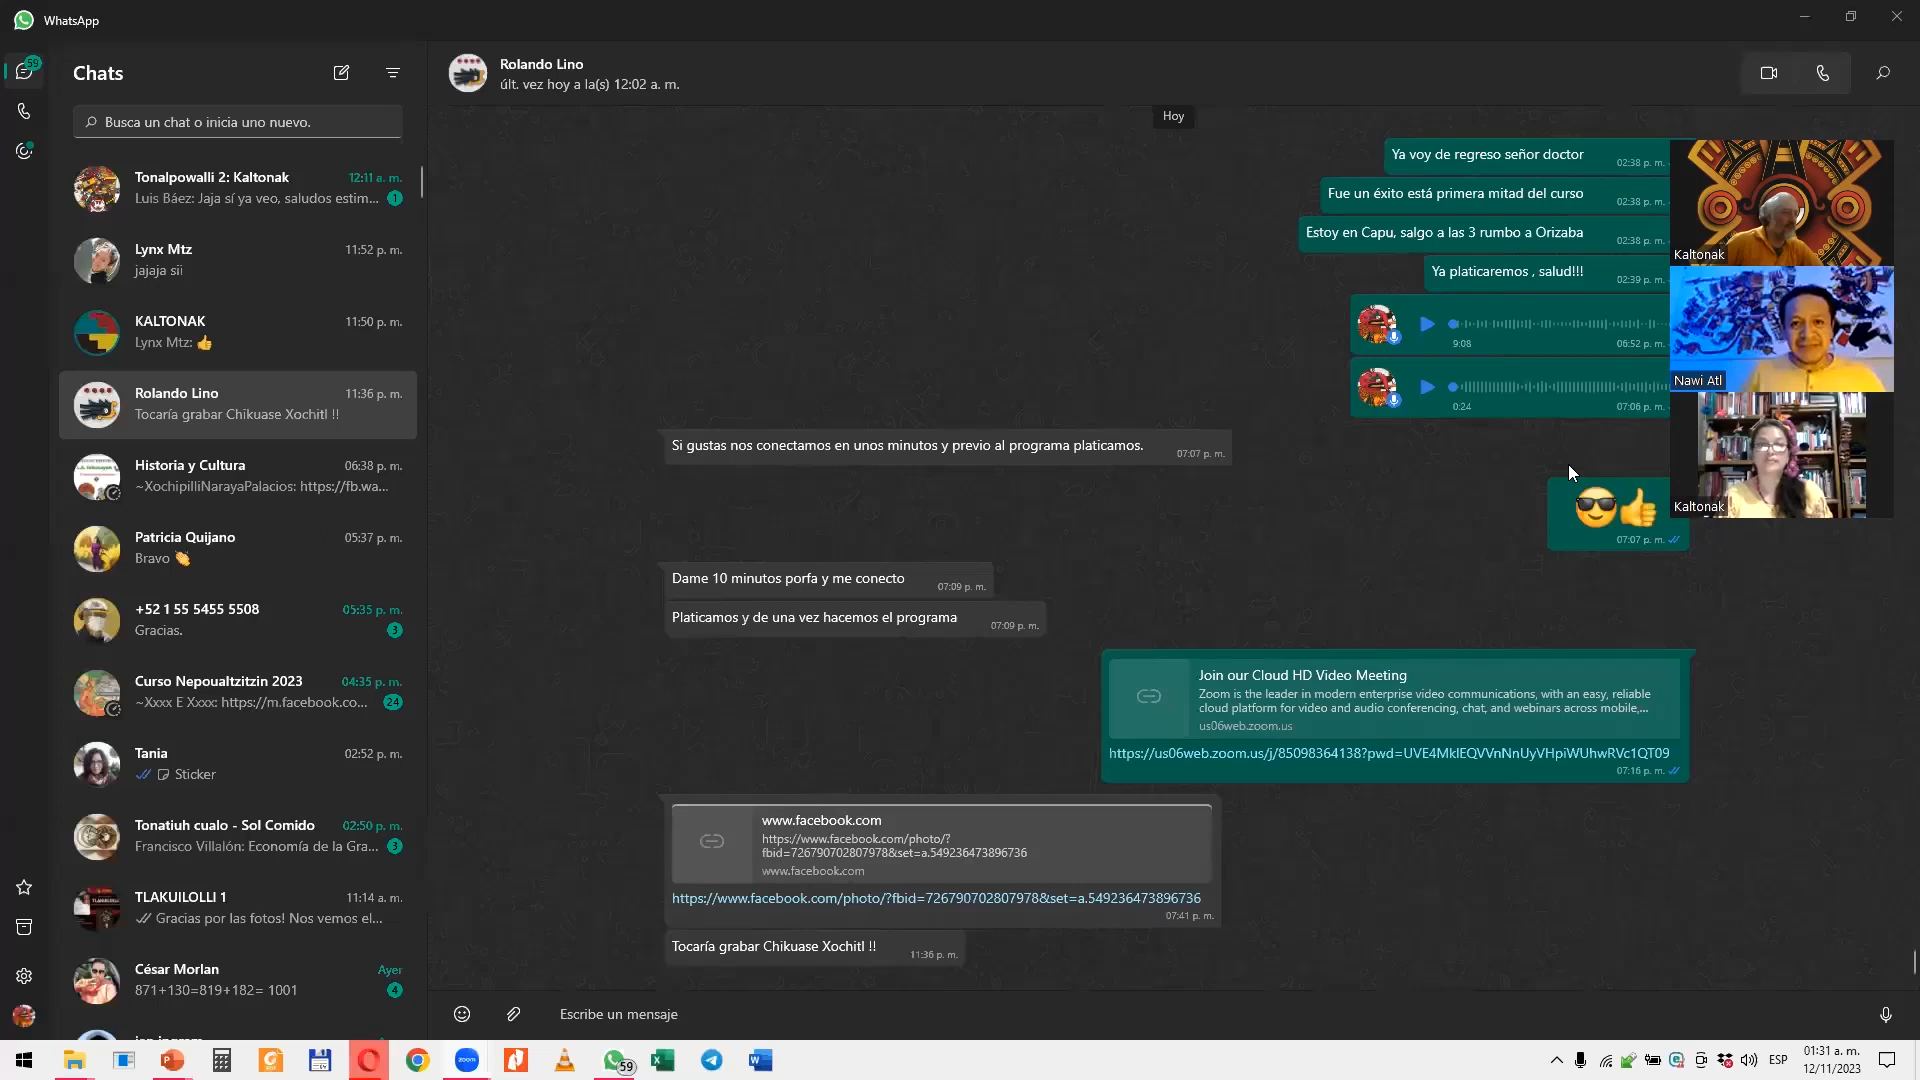 WhatsApp
59
Chats
Busca un chat o inicia uno nuevo.
Tonalpowalli 2: Kaltonak
12:11 a. m.
Luis Báez: Jaja sí ya veo, saludos estim...
1
Lynx Mtz
11:52 p. m.
jajaja sii
KALTONAK
11:50 p. m.
Lynx Mtz: 👍
Rolando Lino
11:36 p. m.
Tocaría grabar Chikuase Xochitl !!
Historia y Cultura
06:38 p. m.
~XochipilliNarayaPalacios: https://fb.wa...
Patricia Quijano
05:37 p. m.
Bravo 👏
+52 1 55 5455 5508
05:35 p. m.
Gracias.
3
Curso Nepoualtzitzin 2023
04:35 p. m.
~Xxxx E Xxxx: https://m.facebook.co...
24
Tania
02:52 p. m.
Sticker
Tonatiuh cualo - Sol Comido
02:50 p. m.
Francisco Villalón: Economía de la Gra...
3
TLAKUILOLLI 1
11:14 a. m.
Gracias por las fotos! Nos vemos el...
César Morlan
Ayer
871+130=819+182= 1001
4
Rolando Lino
últ. vez hoy a la(s) 12:02 a. m.
Hoy
Ya voy de regreso señor doctor
02:38 p. m.
Fue un éxito está primera mitad del curso
02:38 p. m.
Estoy en Capu, salgo a las 3 rumbo a Orizaba
02:38 p. m.
Ya platicaremos , salud!!!
02:39 p. m.
9:08
06:52 p. m.
0:24
07:06 p. m.
Si gustas nos conectamos en unos minutos y previo al programa platicamos.
07:07 p. m.
😎👍
07:07 p. m.
Dame 10 minutos porfa y me conecto
07:09 p. m.
Platicamos y de una vez hacemos el programa
07:09 p. m.
Join our Cloud HD Video Meeting
Zoom is the leader in modern enterprise video communications, with an easy, reliable
cloud platform for video and audio conferencing, chat, and webinars across mobile,...
us06web.zoom.us
https://us06web.zoom.us/j/85098364138?pwd=UVE4MklEQVVnNnUyVHpiWUhwRVc1QT09
07:16 p. m.
www.facebook.com
https://www.facebook.com/photo/?
fbid=726790702807978&set=a.549236473896736
www.facebook.com
https://www.facebook.com/photo/?fbid=726790702807978&set=a.549236473896736
07:41 p. m.
Tocaría grabar Chikuase Xochitl !!
11:36 p. m.
Escribe un mensaje
Kaltonak
Nawi Atl
Kaltonak
zoom
59
ESP
01:31 a. m.
12/11/2023